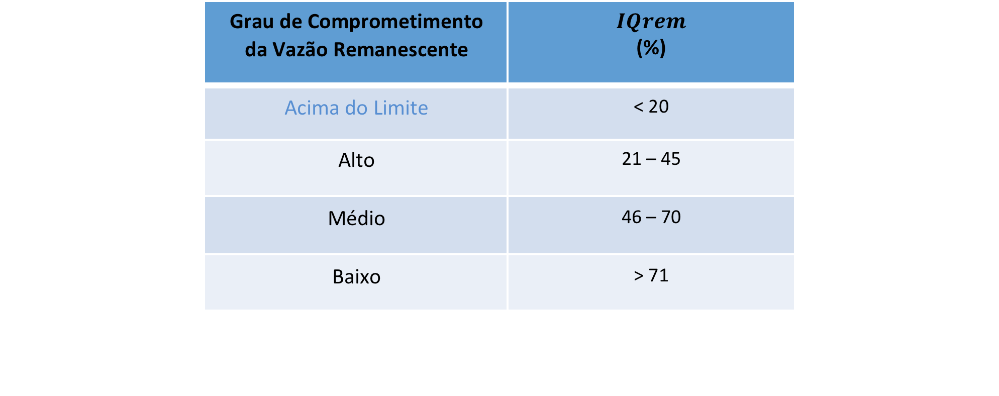 Grau de Comprometimento
da Vazão Remanescente
IQrem
(%)
Acima do Limite
< 20
Alto
21 – 45
Médio
46 – 70
Baixo
> 71